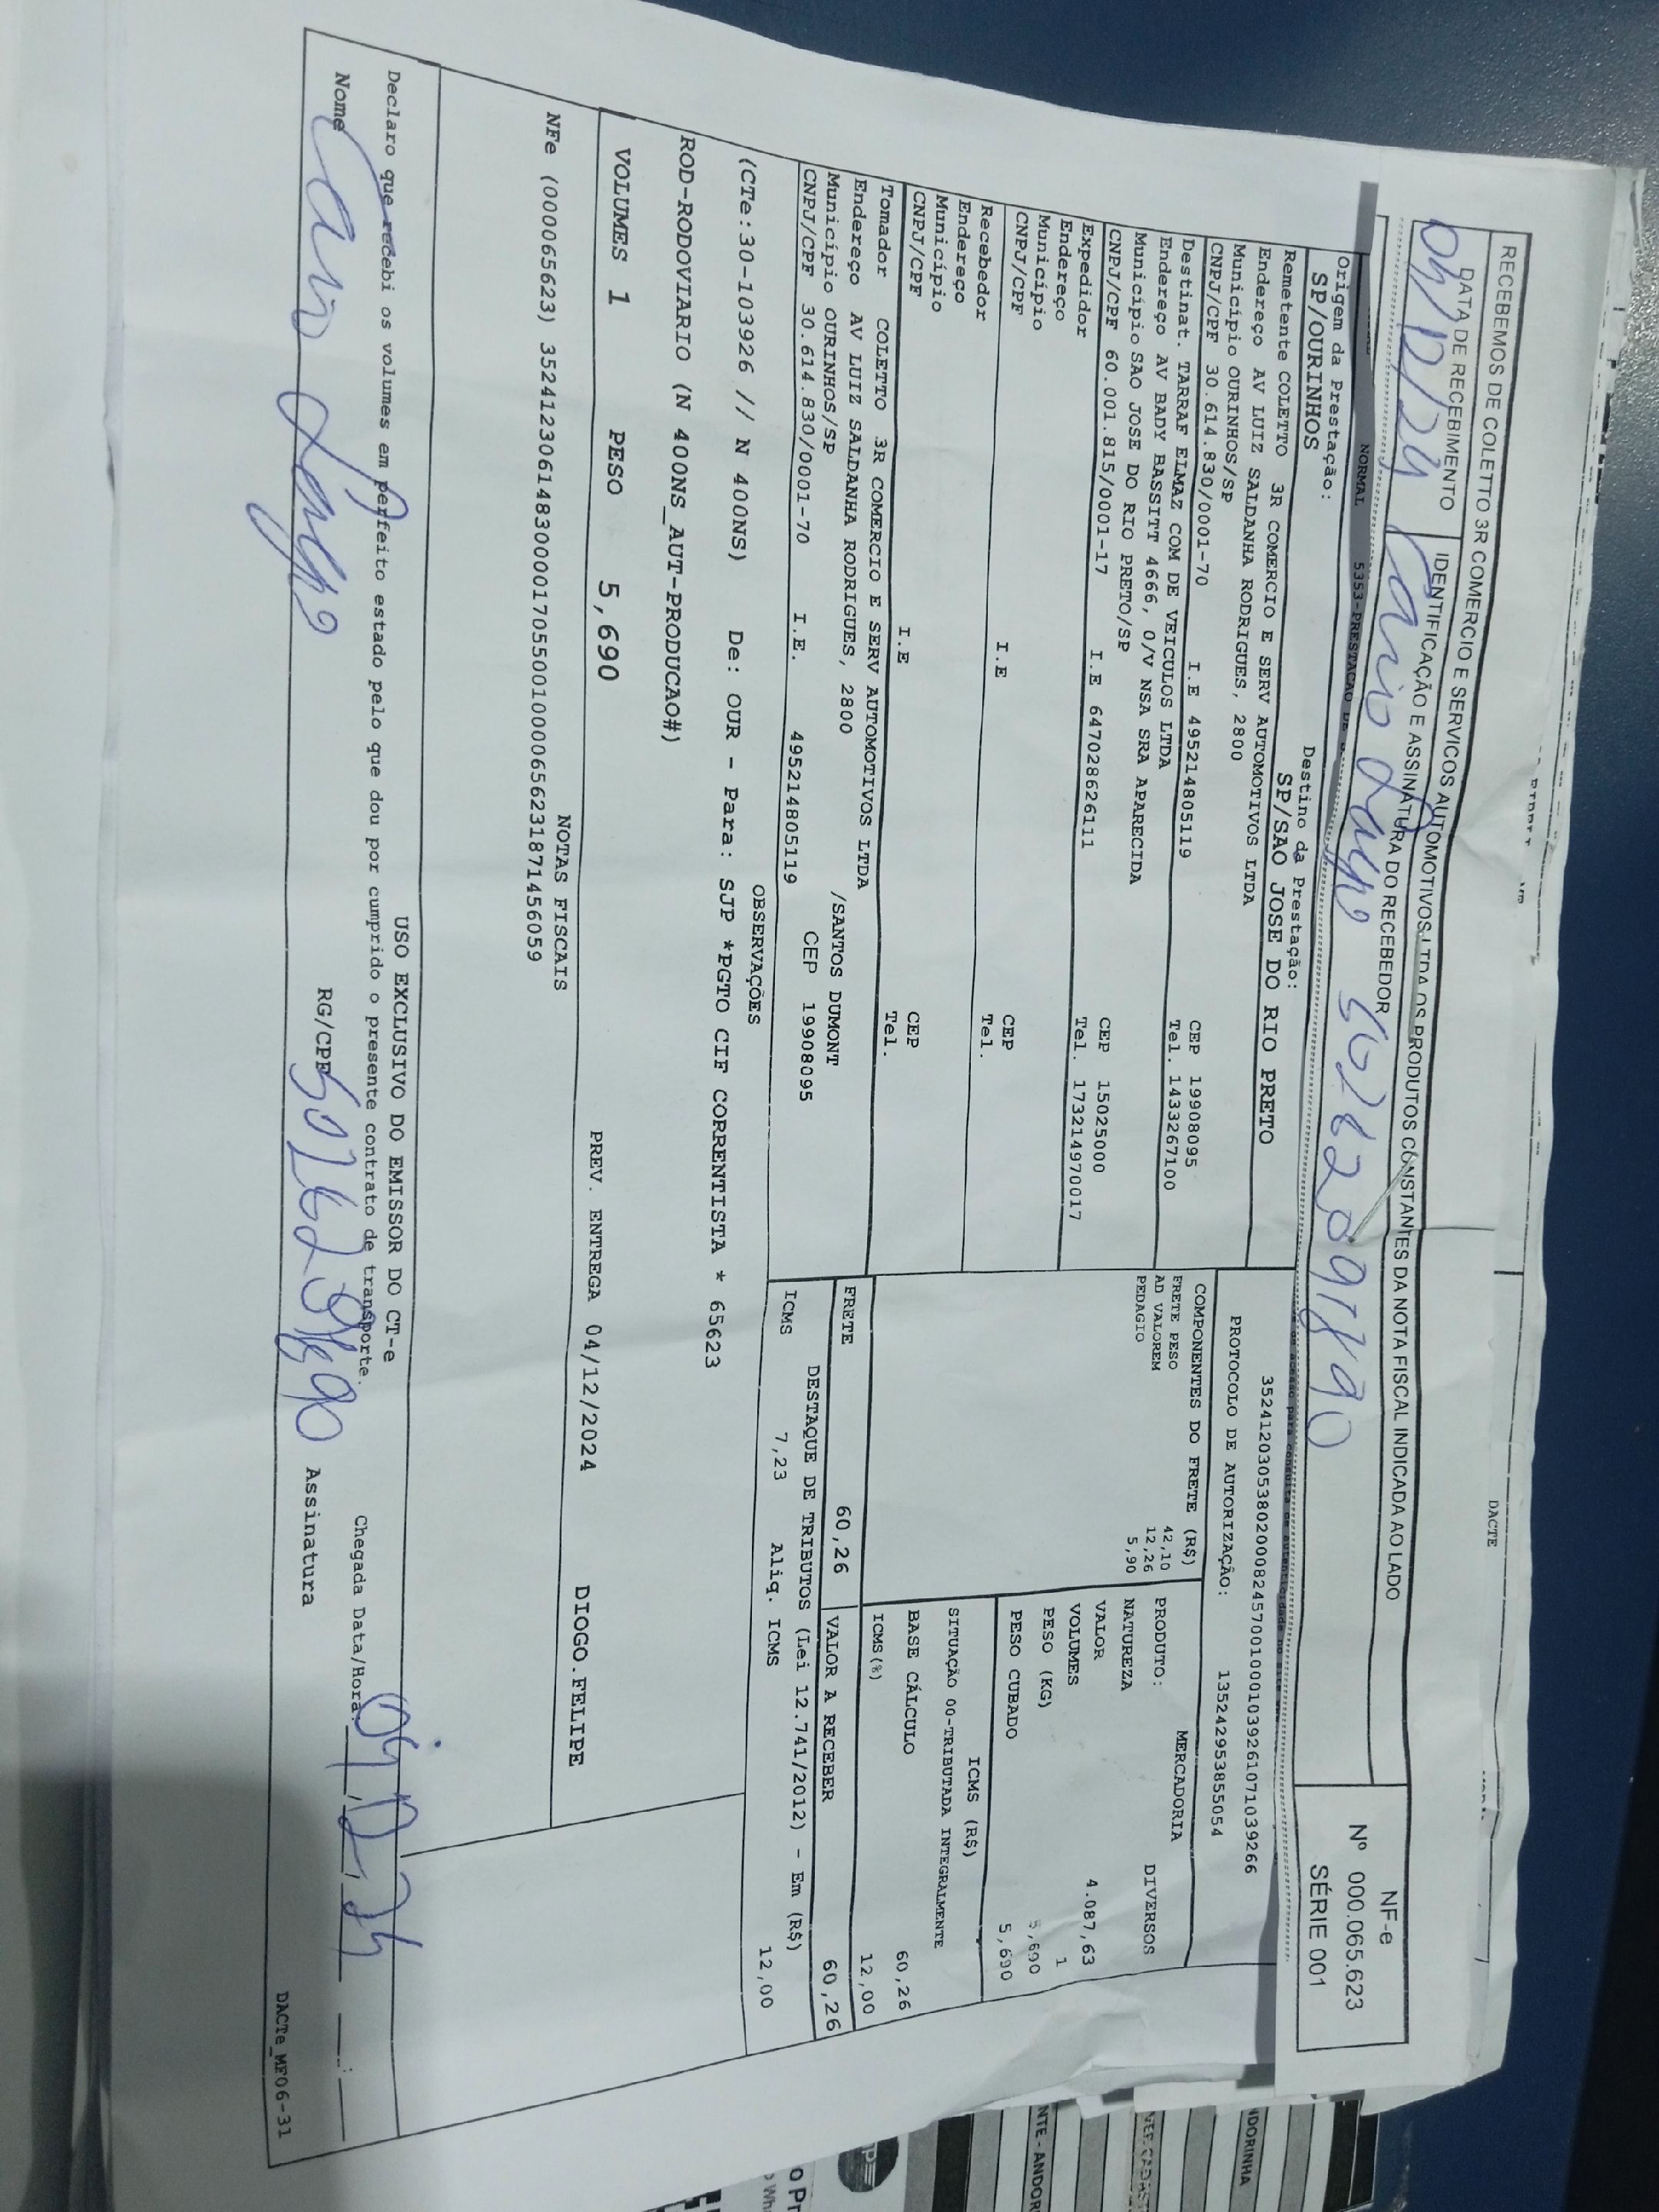 DACTE
RECEBEMOS DE COLETTO 3R COMERCIO E SERVICOS AUTOMOTIVOS LTDA OS PRODUTOS CONSTANTES DA NOTA FISCAL INDICADA AO LADO
DATA DE RECEBIMENTO
IDENTIFICAÇÃO E ASSINATURA DO RECEBEDOR
04/12/24
NF-e
Nº 000.065.623
SÉRIE 001
NORMAL 5353-PRESTACAO DE
Origem da Prestação:
SP/OURINHOS
Destino da Prestação:
SP/SAO JOSE DO RIO PRETO
35241203053802000824570010001039261071039266
PROTOCOLO DE AUTORIZAÇÃO: 135242953855054
Remetente COLETTO 3R COMERCIO E SERV AUTOMOTIVOS LTDA
Endereço AV LUIZ SALDANHA RODRIGUES, 2800
Município OURINHOS/SP CEP 19908095
CNPJ/CPF 30.614.830/0001-70 I.E 495214805119 Tel. 1433267100
Destinat. TARRAF ELMAZ COM DE VEICULOS LTDA
Endereço AV BADY BASSITT 4666, 0/V NSA SRA APARECIDA
Município SAO JOSE DO RIO PRETO/SP CEP 15025000
CNPJ/CPF 60.001.815/0001-17 I.E 647028626111 Tel. 17321497​0017
Expedidor
Endereço
Município CEP
CNPJ/CPF I.E Tel.
Recebedor
Endereço
Município CEP
CNPJ/CPF I.E Tel.
Tomador COLETTO 3R COMERCIO E SERV AUTOMOTIVOS LTDA
Endereço AV LUIZ SALDANHA RODRIGUES, 2800 /SANTOS DUMONT
Município OURINHOS/SP CEP 19908095
CNPJ/CPF 30.614.830/0001-70 I.E. 495214805119
COMPONENTES DO FRETE (R$)
FRETE PESO 42,10
AD VALOREM 12,26
PEDAGIO 5,90
MERCADORIA
PRODUTO: DIVERSOS
NATUREZA
VALOR 4.087,63
VOLUMES 1
PESO (KG) 5,690
PESO CUBADO 5,690
ICMS (R$)
SITUAÇÃO 00-TRIBUTADA INTEGRALMENTE
BASE CÁLCULO 60,26
ICMS(%) 12,00
FRETE 60,26
VALOR A RECEBER 60,26
DESTAQUE DE TRIBUTOS (Lei 12.741/2012) - Em (R$)
ICMS 7,23 Aliq. ICMS 12,00
OBSERVAÇÕES
(CTe:30-103926 // N 400NS) De: OUR - Para: SJP *PGTO CIF CORRENTISTA * 65623
ROD-RODOVIARIO (N 400NS_AUT-PRODUCAO#)
VOLUMES 1 PESO 5,690 PREV. ENTREGA 04/12/2024 DIOGO.FELIPE
NOTAS FISCAIS
NFe (000065623) 35241230614830000170550010000656231871456059
USO EXCLUSIVO DO EMISSOR DO CT-e
Declaro que recebi os volumes em perfeito estado pelo que dou por cumprido o presente contrato de transporte.
Chegada Data/Hora:
Nome
RG/CPF
Assinatura
DACTe_MF06-31